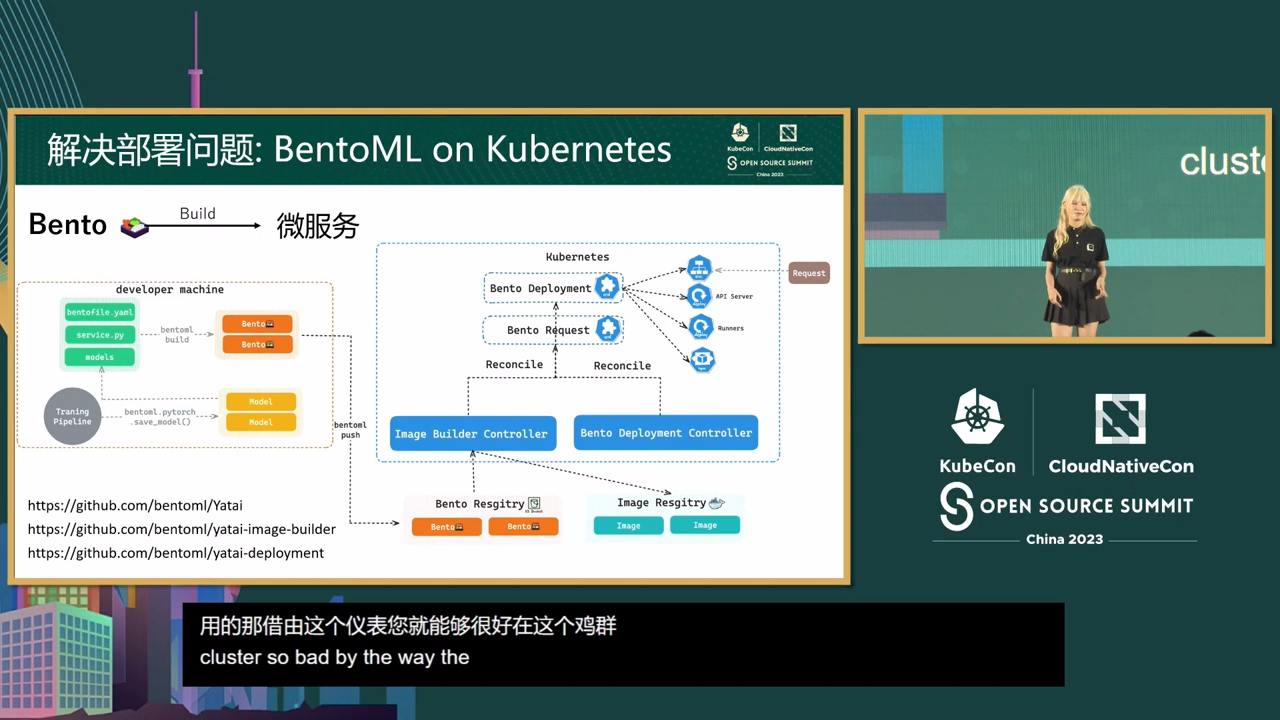 解决部署问题: BentoML on Kubernetes
KubeCon
CloudNativeCon
OPEN SOURCE SUMMIT
China 2023
Bento
Build
微服务
developer machine
bentofile.yaml
service.py
models
bentoml
build
Bento
Bento
Traning
Pipeline
bentoml.pytorch
.save_model()
Model
Model
bentoml
push
Kubernetes
Bento Deployment
Bento Request
Request
API Server
Runners
Reconcile
Reconcile
Image Builder Controller
Bento Deployment Controller
Bento Resgitry
Bento
Bento
Image Resgitry
Image
Image
https://github.com/bentoml/Yatai
https://github.com/bentoml/yatai-image-builder
https://github.com/bentoml/yatai-deployment
KubeCon
CloudNativeCon
OPEN SOURCE SUMMIT
China 2023
用的那借由这个仪表您就能够很好在这个鸡群
cluster so bad by the way the